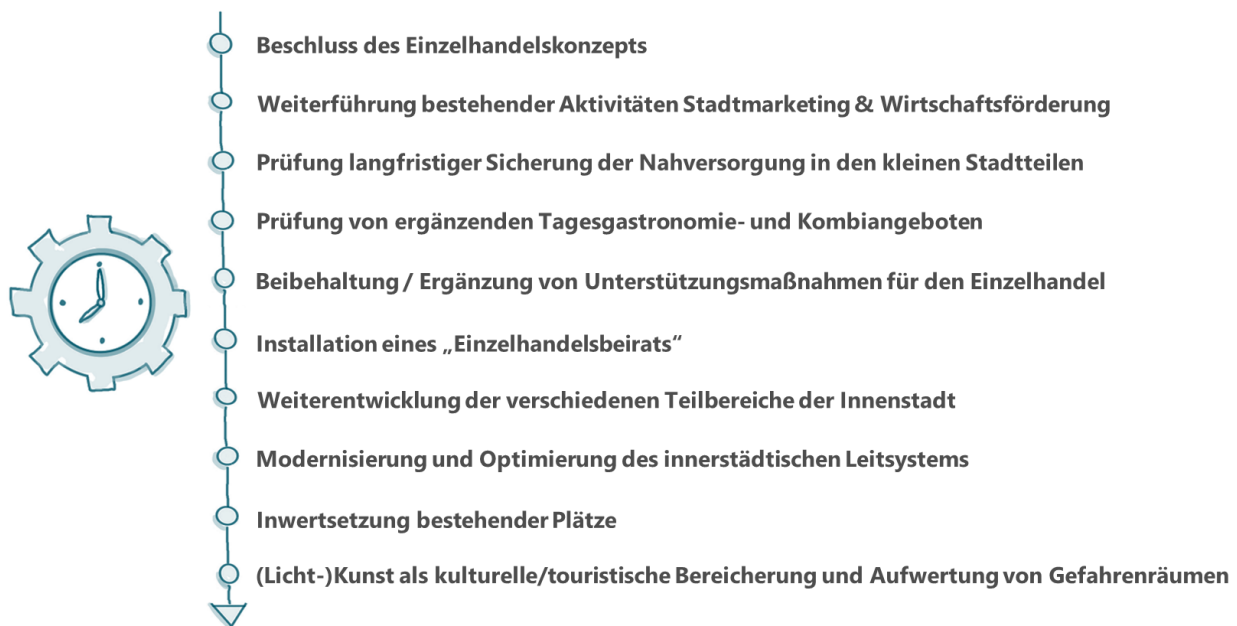 Beschluss des Einzelhandelskonzepts
Weiterführung bestehender Aktivitäten Stadtmarketing & Wirtschaftsförderung
Prüfung langfristiger Sicherung der Nahversorgung in den kleinen Stadtteilen
Prüfung von ergänzenden Tagesgastronomie- und Kombiangeboten
Beibehaltung / Ergänzung von Unterstützungsmaßnahmen für den Einzelhandel
Installation eines „Einzelhandelsbeirats“
Weiterentwicklung der verschiedenen Teilbereiche der Innenstadt
Modernisierung und Optimierung des innerstädtischen Leitsystems
Inwertsetzung bestehender Plätze
(Licht-)Kunst als kulturelle/touristische Bereicherung und Aufwertung von Gefahrenräumen